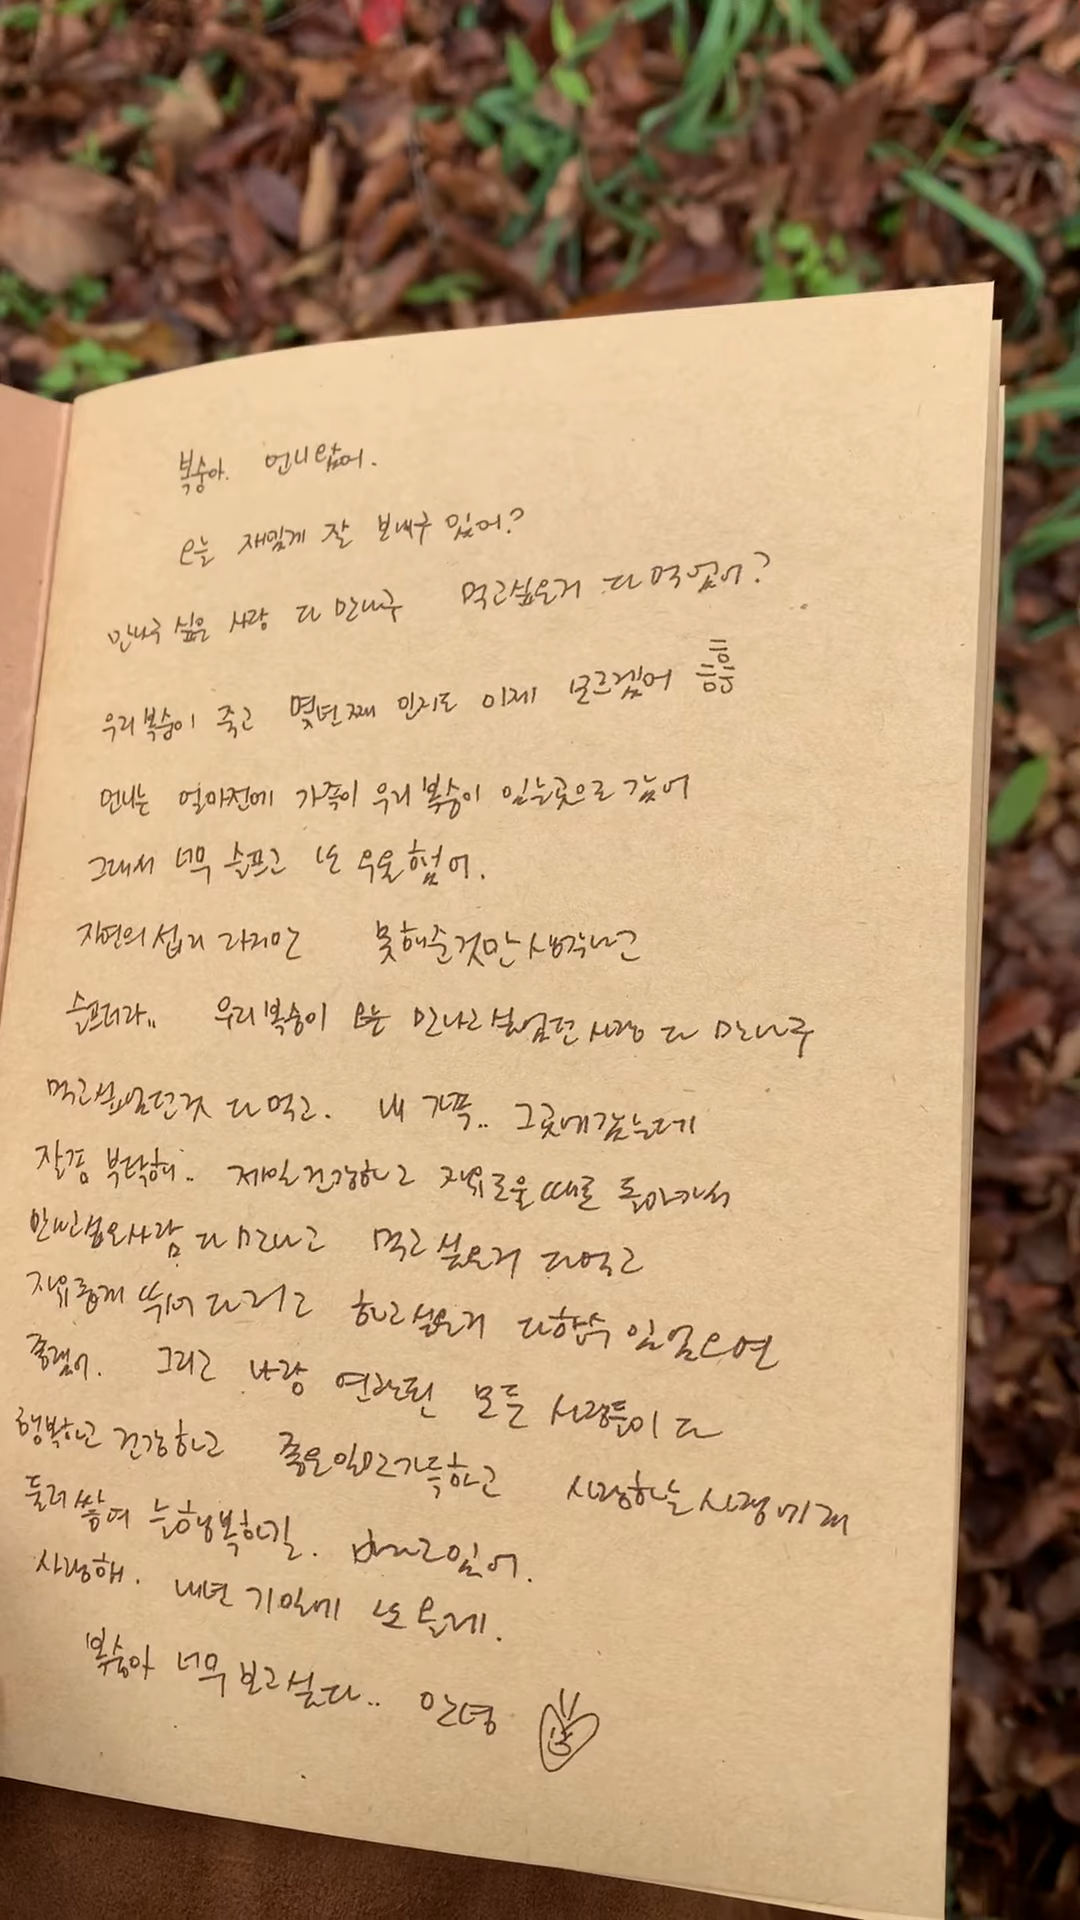 복숭아. 언니왔어.
오늘 재밌게 잘 보내구 있어?
만나구 싶은 사람 다 만나구 먹고싶은거 다 먹었어?
우리복숭이 죽고 몇년째 인지도 이제 모르겠어 흠흠
언니는 얼마전에 가족이 우리 복숭이 있는곳으로 갔어
그래서 너무 슬프고 또 우울했어.
자연의섭리 라지만 못해준것만 생각나고
슬프더라.. 우리복숭이 오늘 만나고싶었던 사람 다 만나구
먹고싶었던것 다먹고. 내 가족.. 그곳에갔는데
잘좀 부탁해.. 제일건강하고 자유로울때로 돌아가서
만나고싶은사람 다 만나고 먹고싶은거 다먹고
자유롭게 뛰어다니고 하고싶은거 다할수 있었으면
좋겠어. 그리고 나랑 연관된 모든 사람들이 다
행복하고 건강하고 좋은일만가득하고 사랑하는사람에게
둘러쌓여 늘행복하길. 바라고있어.
사랑해. 내년 기일에 또 올게.
복숭아 너무보고싶다.. 안녕